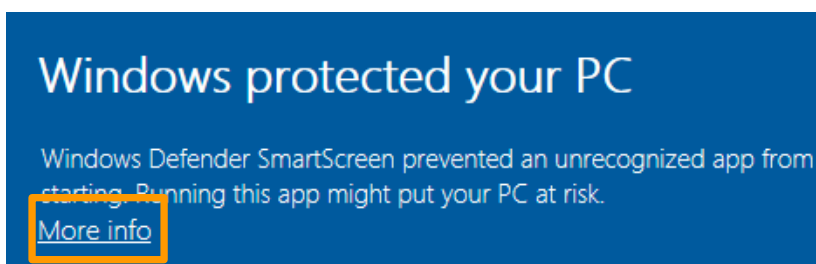 Windows protected your PC
Windows Defender SmartScreen prevented an unrecognized app from
starting. Running this app might put your PC at risk.
More info